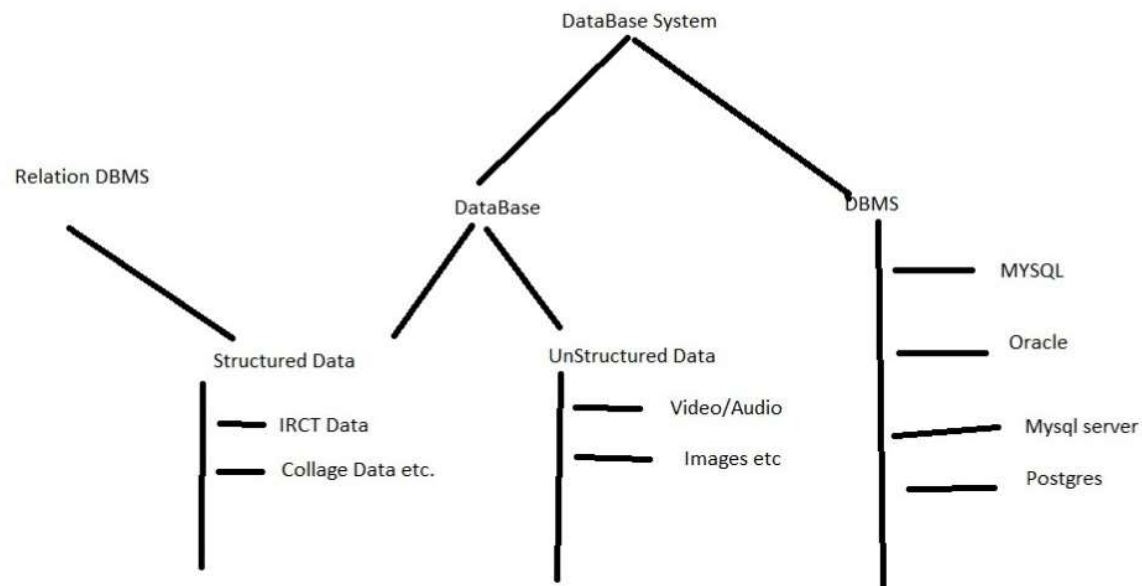 DataBase System
Relation DBMS
DataBase
DBMS
MYSQL
Oracle
Mysql server
Postgres
Structured Data
IRCT Data
Collage Data etc.
UnStructured Data
Video/Audio
Images etc